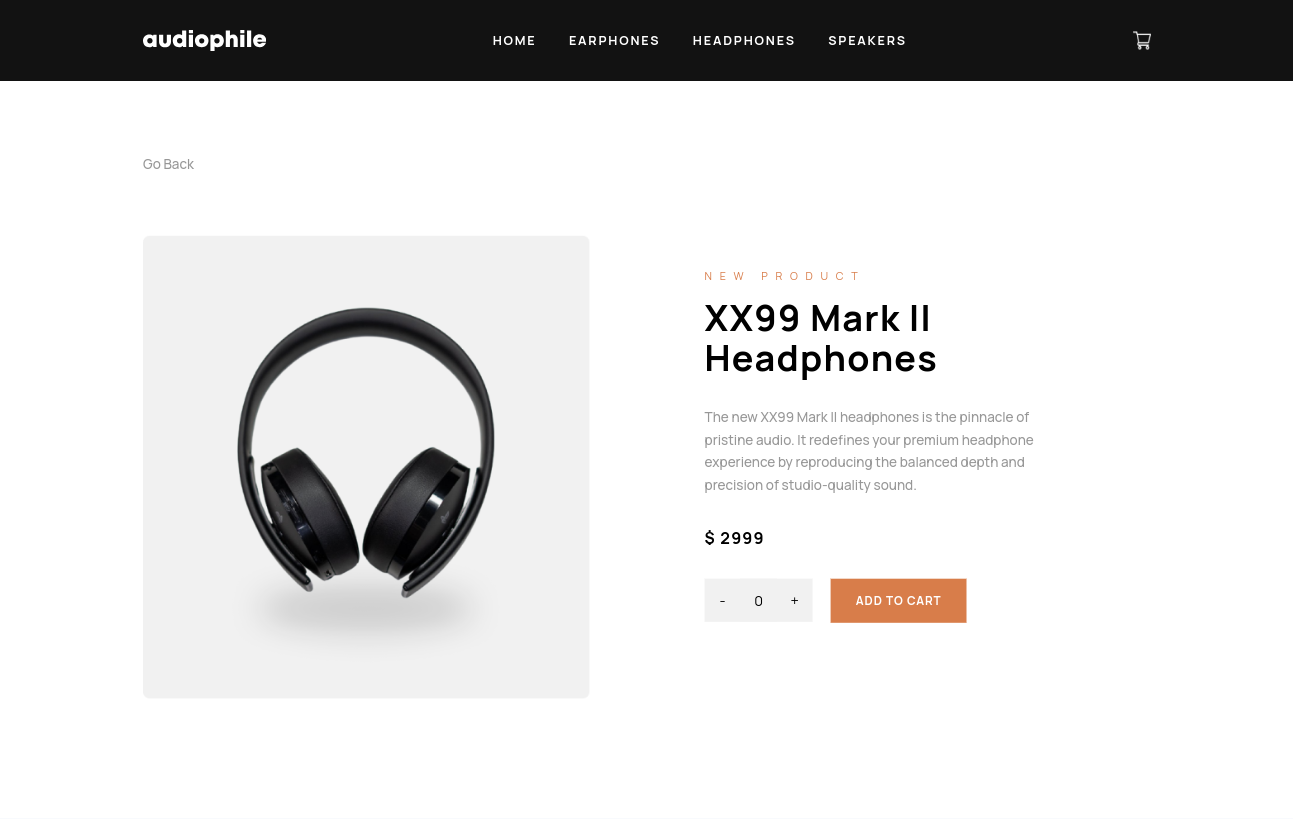 audiophile
HOME EARPHONES HEADPHONES SPEAKERS
Go Back
NEW PRODUCT
XX99 Mark II
Headphones
The new XX99 Mark II headphones is the pinnacle of
pristine audio. It redefines your premium headphone
experience by reproducing the balanced depth and
precision of studio-quality sound.
$ 2999
- 0 + ADD TO CART